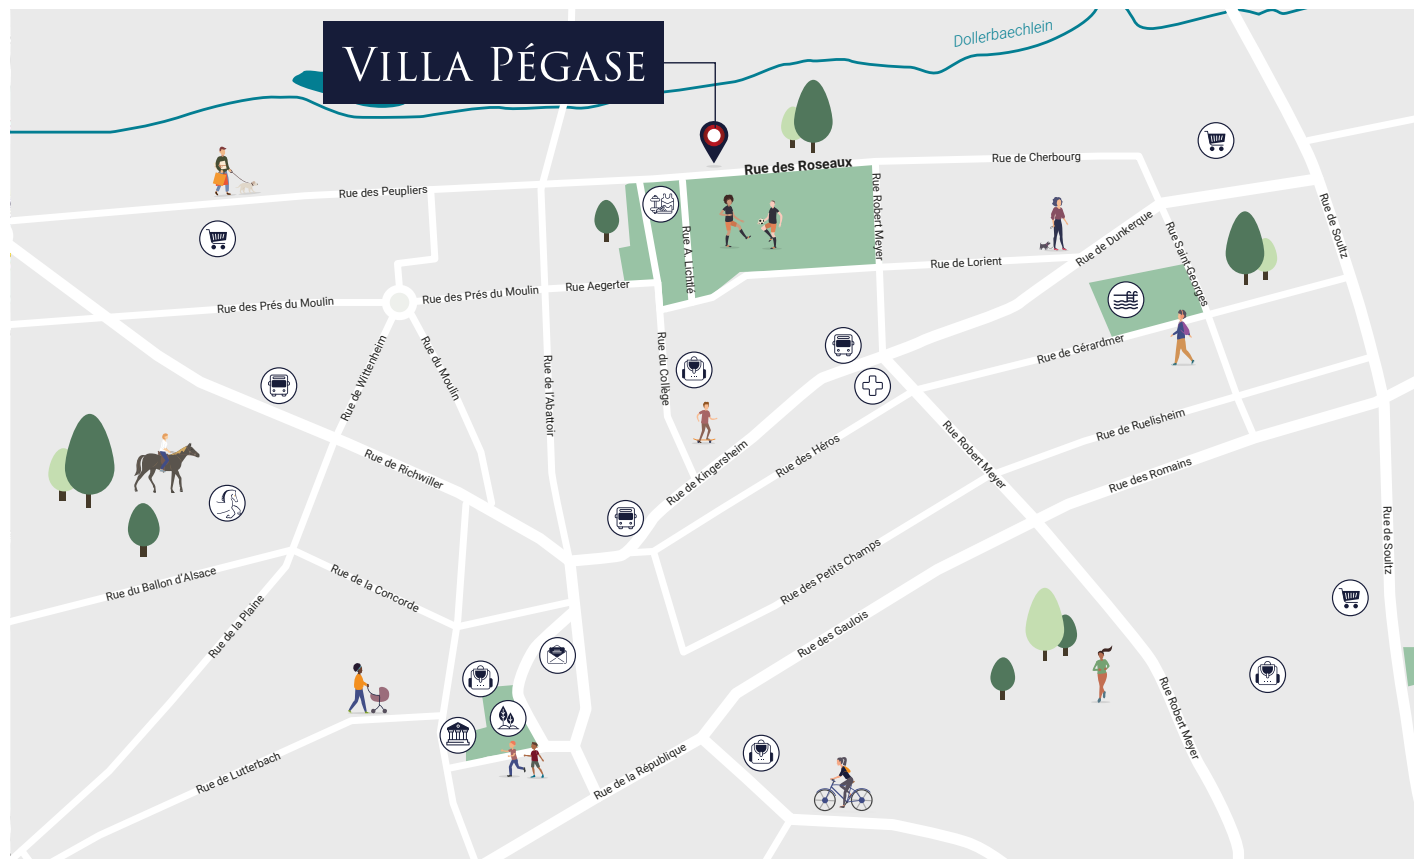 Dollerbaechlein
VILLA PÉGASE
Rue des Roseaux
Rue de Cherbourg
Rue des Peupliers
Rue Robert Meyer
Rue de Soultz
Rue de Dunkerque
Rue Saint Georges
Rue A. Lichtlé
Rue de Lorient
Rue Aegerter
Rue des Prés du Moulin
Rue des Prés du Moulin
Rue de Wittenheim
Rue du Moulin
Rue de l'Abattoir
Rue du Collège
Rue de Gérardmer
Rue de Ruelisheim
Rue des Romains
Rue Robert Meyer
Rue des Héros
Rue de Kingersheim
Rue de Richwiller
Rue de Soultz
Rue du Ballon d'Alsace
Rue de la Concorde
Rue des Petits Champs
Rue de la Plaine
Rue des Gaulois
Rue Robert Meyer
Rue de Lutterbach
Rue de la République